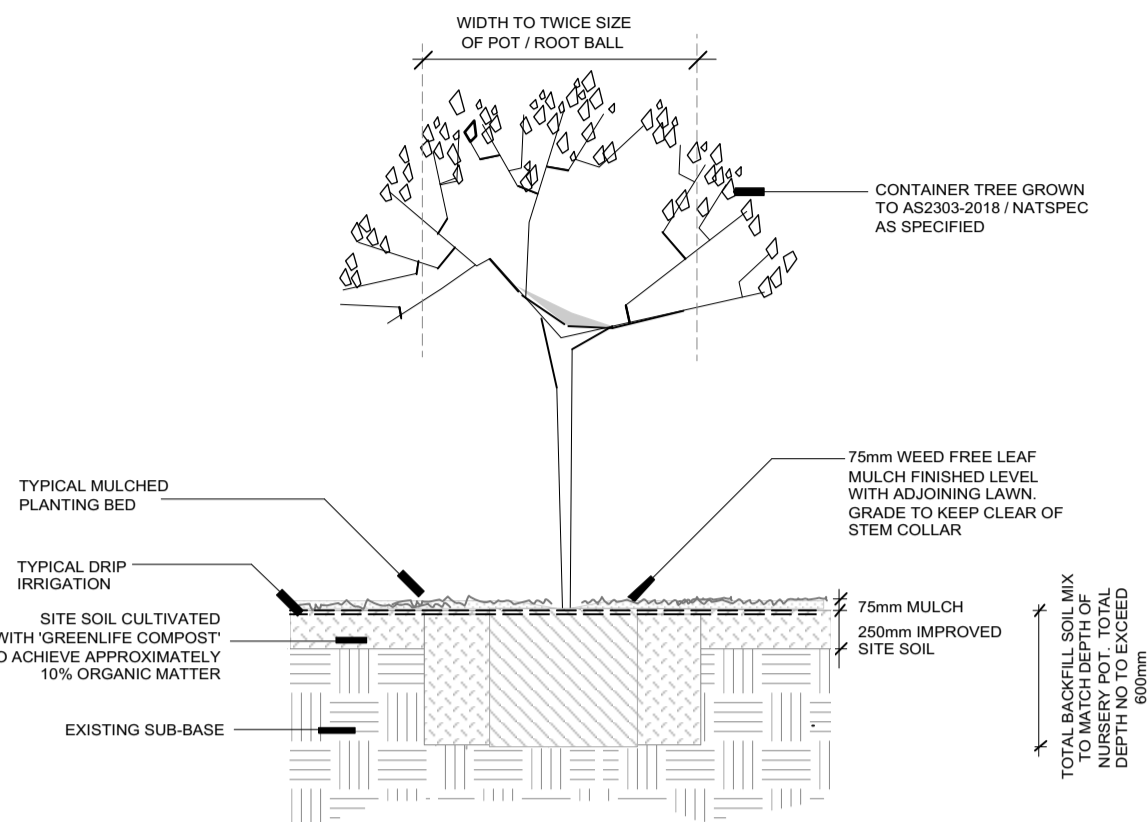 WIDTH TO TWICE SIZE
OF POT / ROOT BALL
CONTAINER TREE GROWN
TO AS2303-2018 / NATSPEC
AS SPECIFIED
75mm WEED FREE LEAF
MULCH FINISHED LEVEL
WITH ADJOINING LAWN.
GRADE TO KEEP CLEAR OF
STEM COLLAR
TYPICAL MULCHED
PLANTING BED
TYPICAL DRIP
IRRIGATION
SITE SOIL CULTIVATED
WITH 'GREENLIFE COMPOST'
O ACHIEVE APPROXIMATELY
10% ORGANIC MATTER
EXISTING SUB-BASE
75mm MULCH
250mm IMPROVED
SITE SOIL
TOTAL BACKFILL SOIL MIX
TO MATCH DEPTH OF
NURSERY POT. TOTAL
DEPTH NO TO EXCEED
600mm